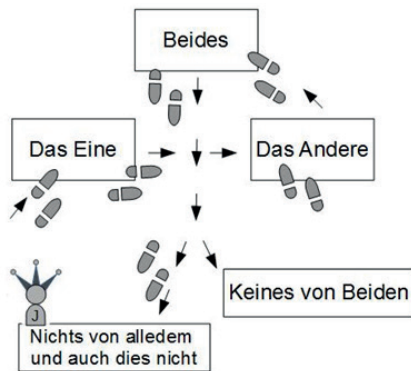 Beides
Das Eine
Das Andere
Keines von Beiden
J
Nichts von alledem
und auch dies nicht